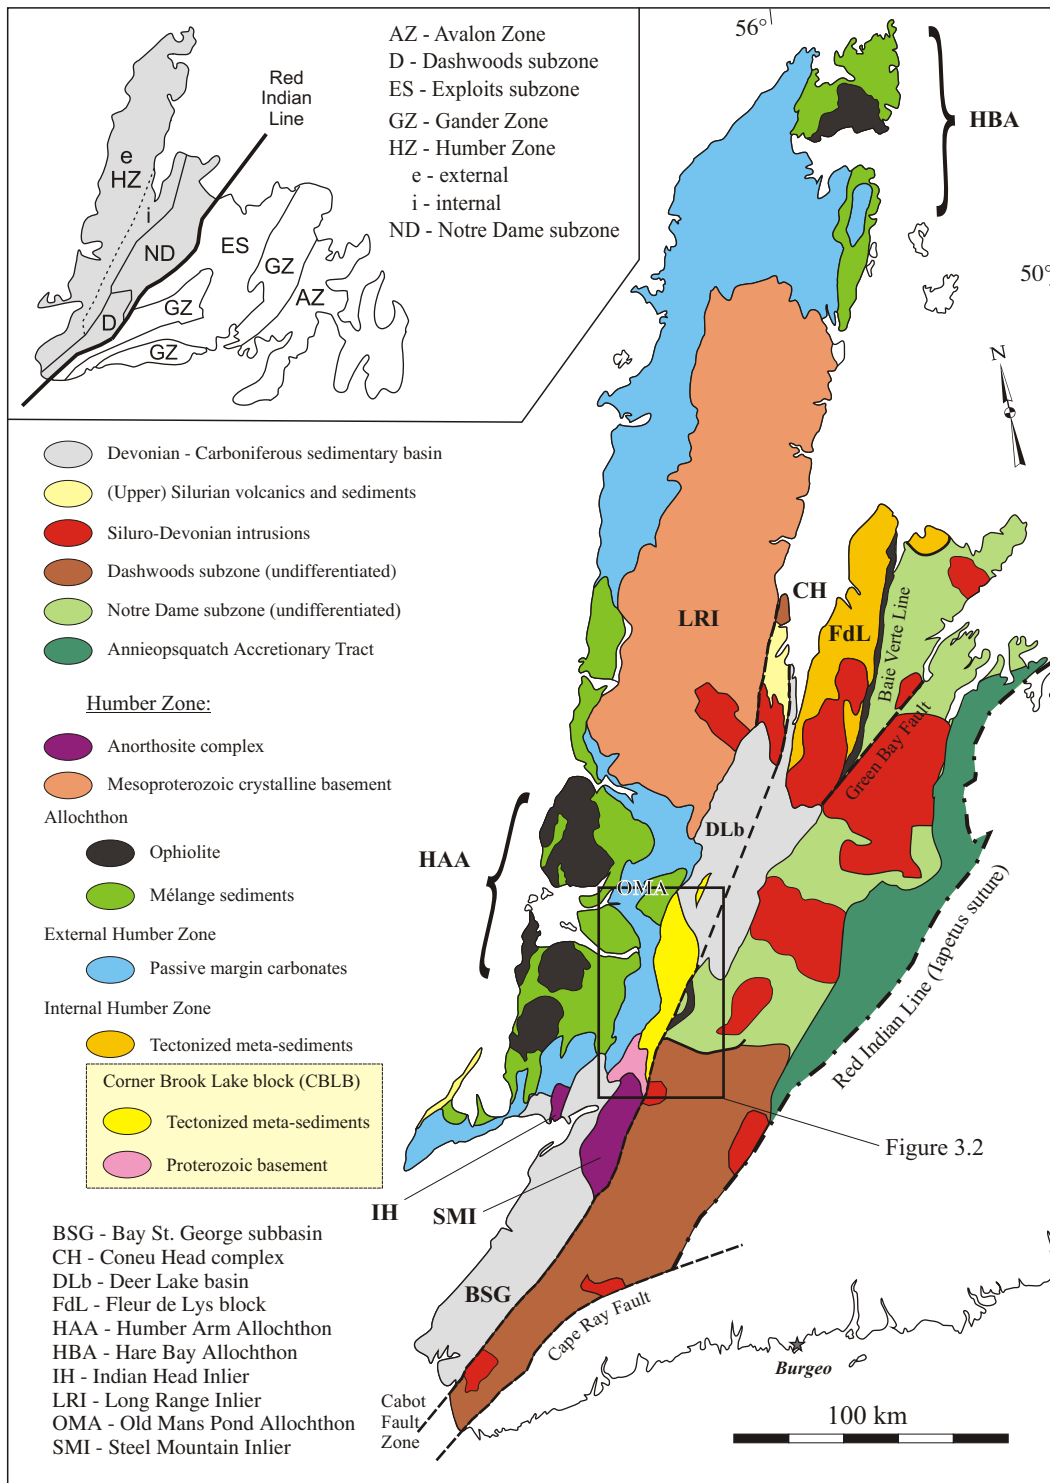 AZ - Avalon Zone
D - Dashwoods subzone
ES - Exploits subzone
GZ - Gander Zone
HZ - Humber Zone
e - external
i - internal
ND - Notre Dame subzone
Red
Indian
Line
e
HZ
i
ND
ES
GZ
AZ
GZ
D
GZ
56°
HBA
50°
N
Devonian - Carboniferous sedimentary basin
(Upper) Silurian volcanics and sediments
Siluro-Devonian intrusions
Dashwoods subzone (undifferentiated)
Notre Dame subzone (undifferentiated)
Annieopsquatch Accretionary Tract
Humber Zone:
Anorthosite complex
Mesoproterozoic crystalline basement
Allochthon
Ophiolite
Mélange sediments
External Humber Zone
Passive margin carbonates
Internal Humber Zone
Tectonized meta-sediments
Corner Brook Lake block (CBLB)
Tectonized meta-sediments
Proterozoic basement
BSG - Bay St. George subbasin
CH - Coneu Head complex
DLb - Deer Lake basin
FdL - Fleur de Lys block
HAA - Humber Arm Allochthon
HBA - Hare Bay Allochthon
IH - Indian Head Inlier
LRI - Long Range Inlier
OMA - Old Mans Pond Allochthon
SMI - Steel Mountain Inlier
CH
LRI
FdL
Baie Verte Line
Green Bay Fault
DLb
HAA
OMA
Red Indian Line (Iapetus suture)
Figure 3.2
IH
SMI
BSG
Cape Ray Fault
Burgeo
Cabot
Fault
Zone
100 km